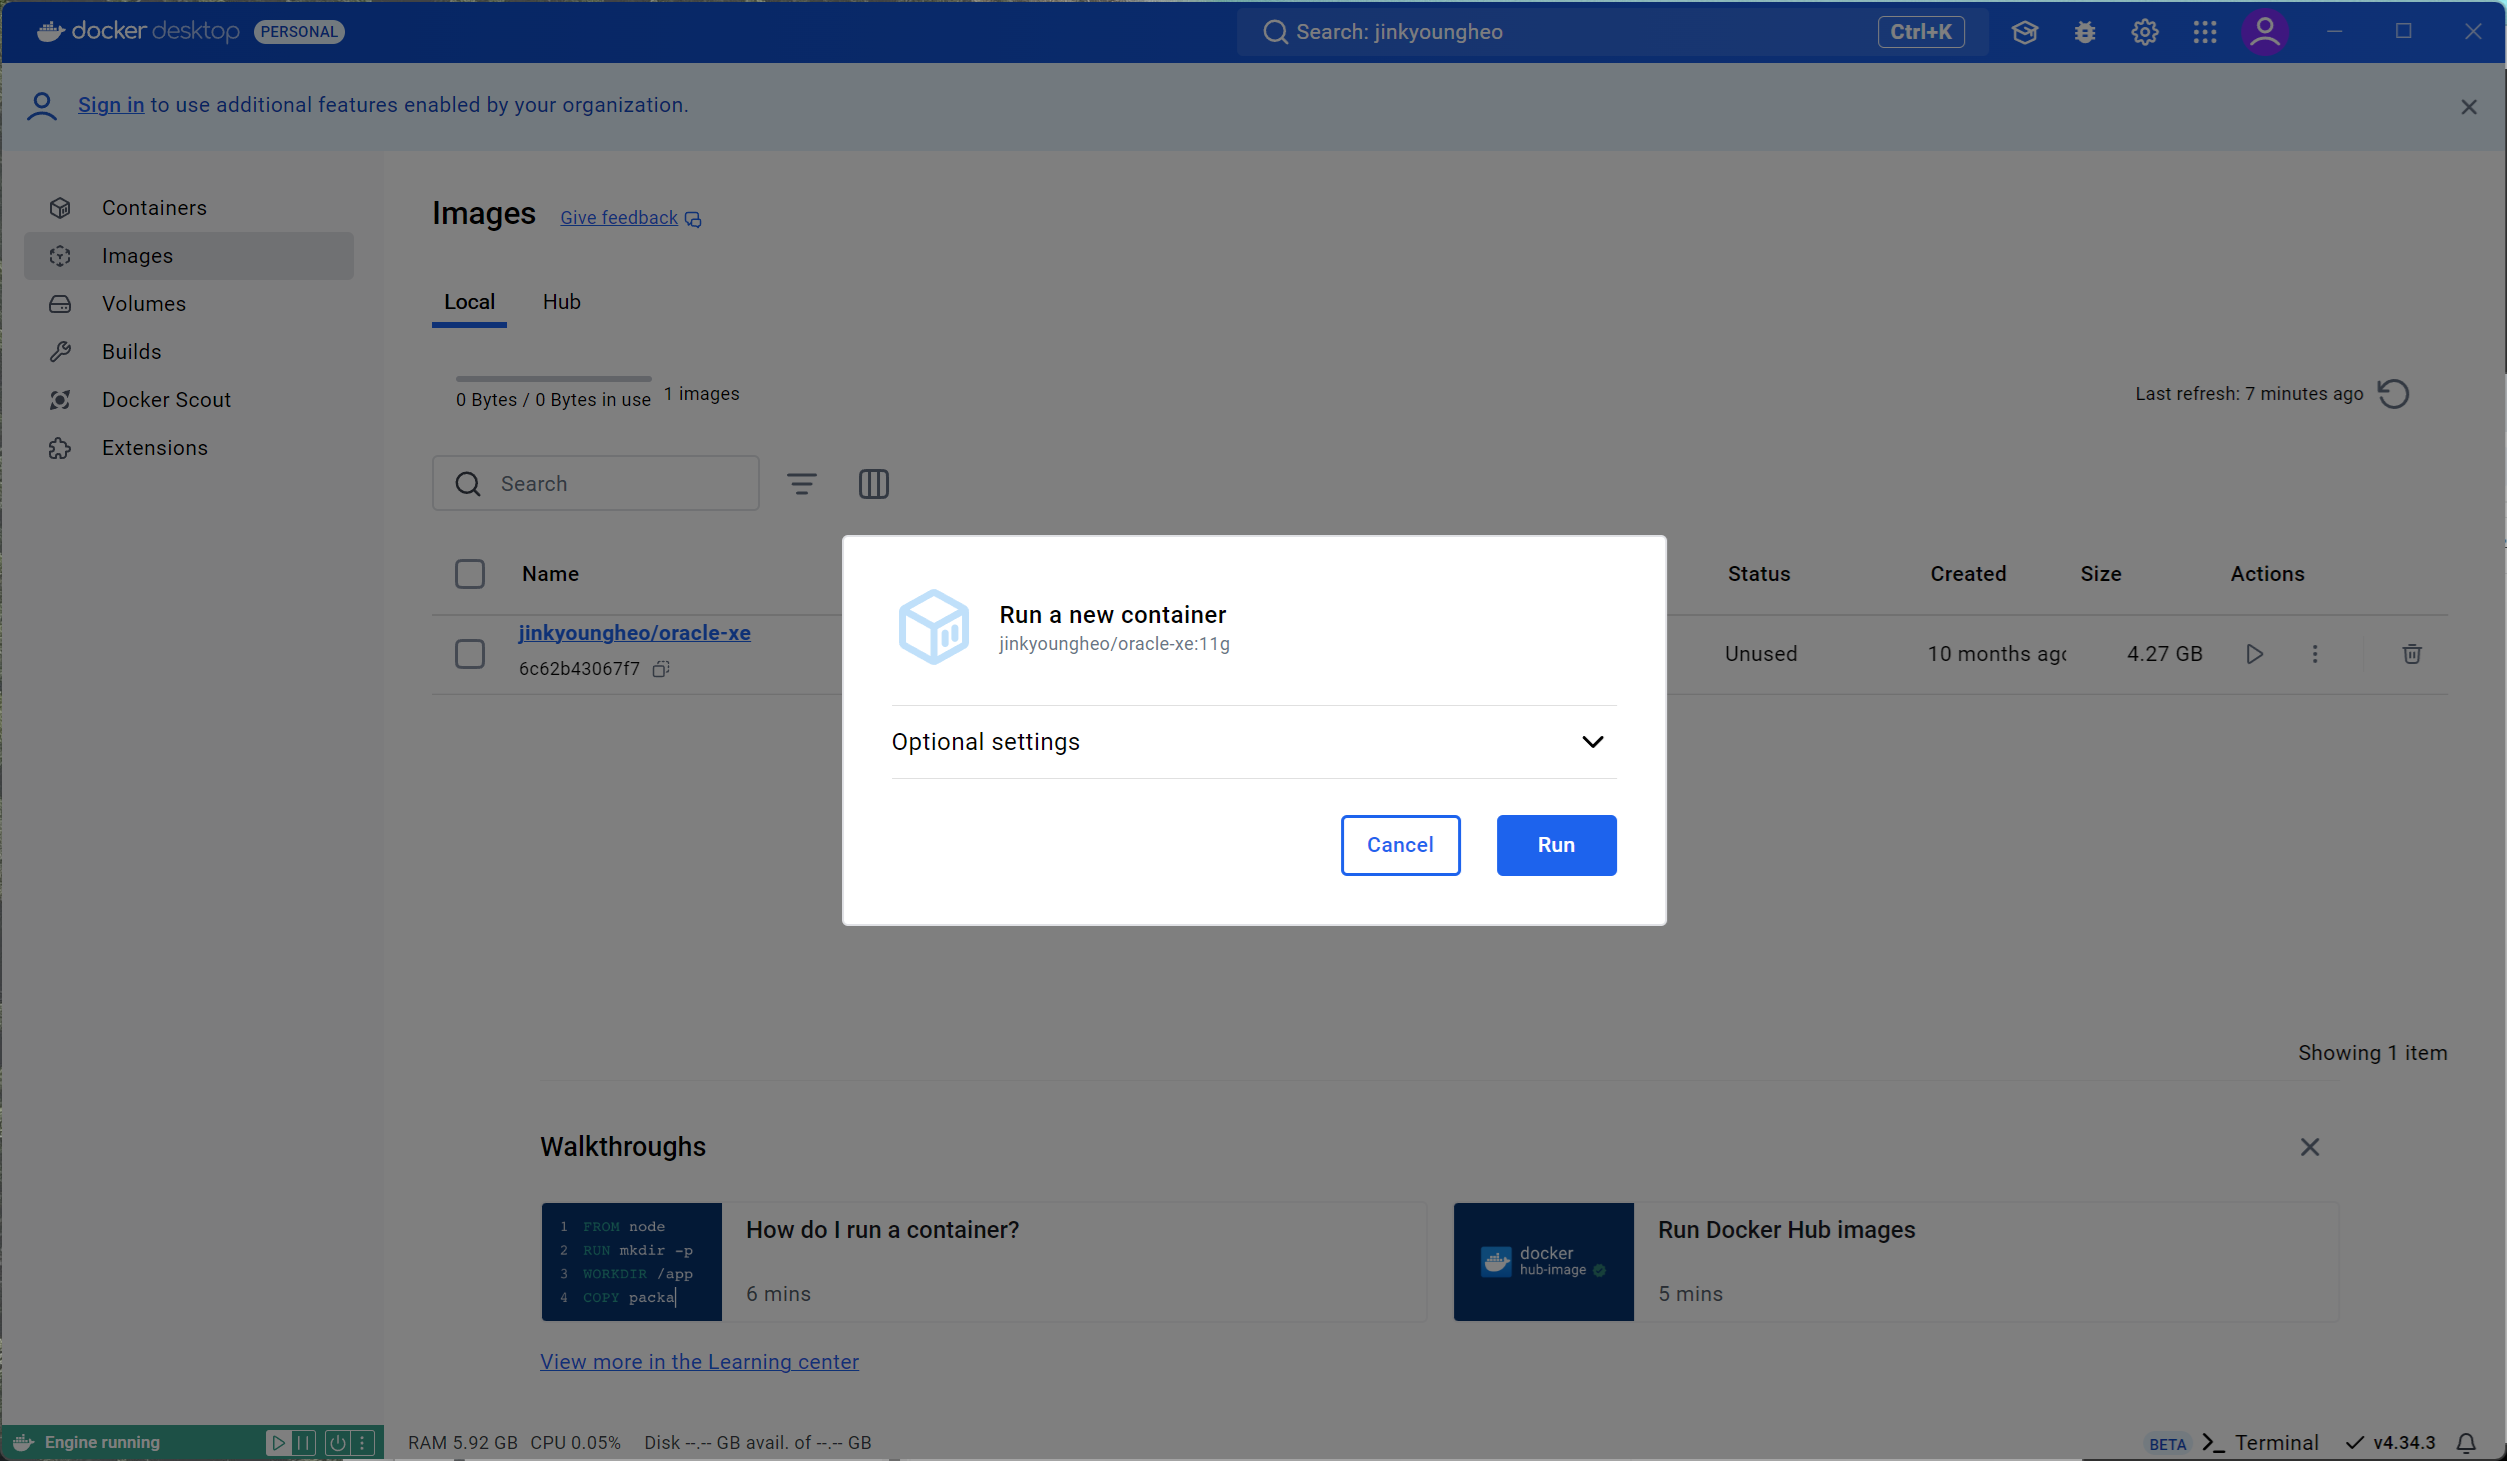 docker desktop PERSONAL
Search: jinkyoungheo
Ctrl+K
Sign in to use additional features enabled by your organization.
Containers
Images
Volumes
Builds
Docker Scout
Extensions
Images Give feedback
Local Hub
0 Bytes / 0 Bytes in use 1 images
Last refresh: 7 minutes ago
Search
Name Status Created Size Actions
jinkyoungheo/oracle-xe
6c62b43067f7
Unused 10 months ago 4.27 GB
Run a new container
jinkyoungheo/oracle-xe:11g
Optional settings
Cancel Run
Showing 1 item
Walkthroughs
1 FROM node
2 RUN mkdir -p
3 WORKDIR /app
4 COPY packa
How do I run a container?
6 mins
docker
hub-image
Run Docker Hub images
5 mins
View more in the Learning center
Engine running
RAM 5.92 GB CPU 0.05% Disk --.-- GB avail. of --.-- GB
BETA >_ Terminal v4.34.3